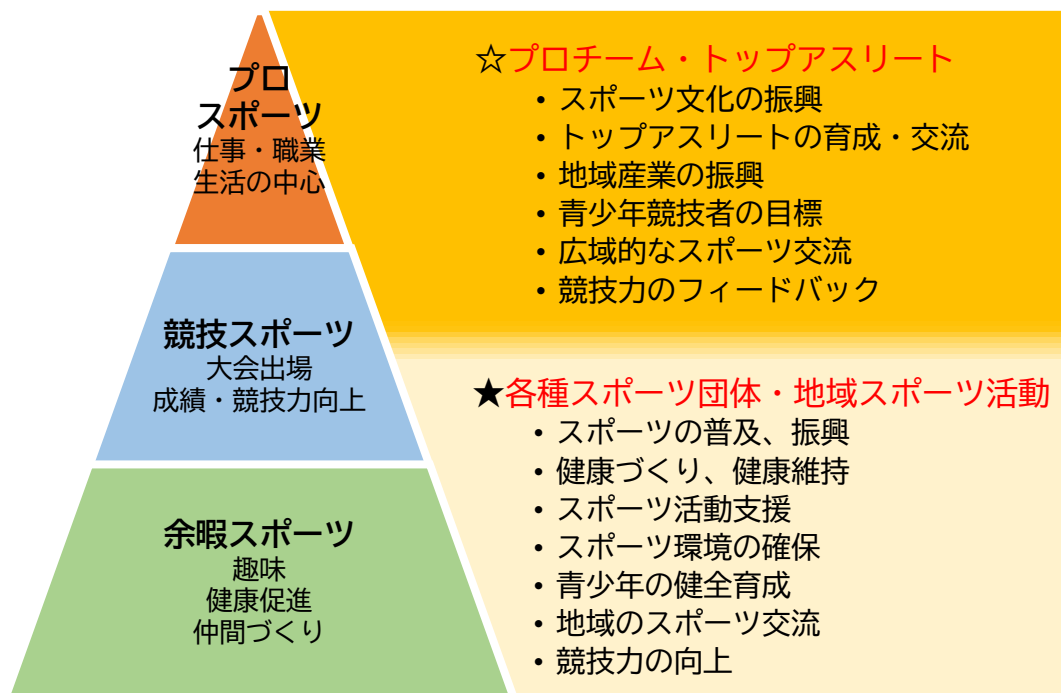 プロ
スポーツ
仕事・職業
生活の中心
競技スポーツ
大会出場
成績・競技力向上
余暇スポーツ
趣味
健康促進
仲間づくり
☆プロチーム・トップアスリート
• スポーツ文化の振興
• トップアスリートの育成・交流
• 地域産業の振興
• 青少年競技者の目標
• 広域的なスポーツ交流
• 競技力のフィードバック
★各種スポーツ団体・地域スポーツ活動
• スポーツの普及、振興
• 健康づくり、健康維持
• スポーツ活動支援
• スポーツ環境の確保
• 青少年の健全育成
• 地域のスポーツ交流
• 競技力の向上